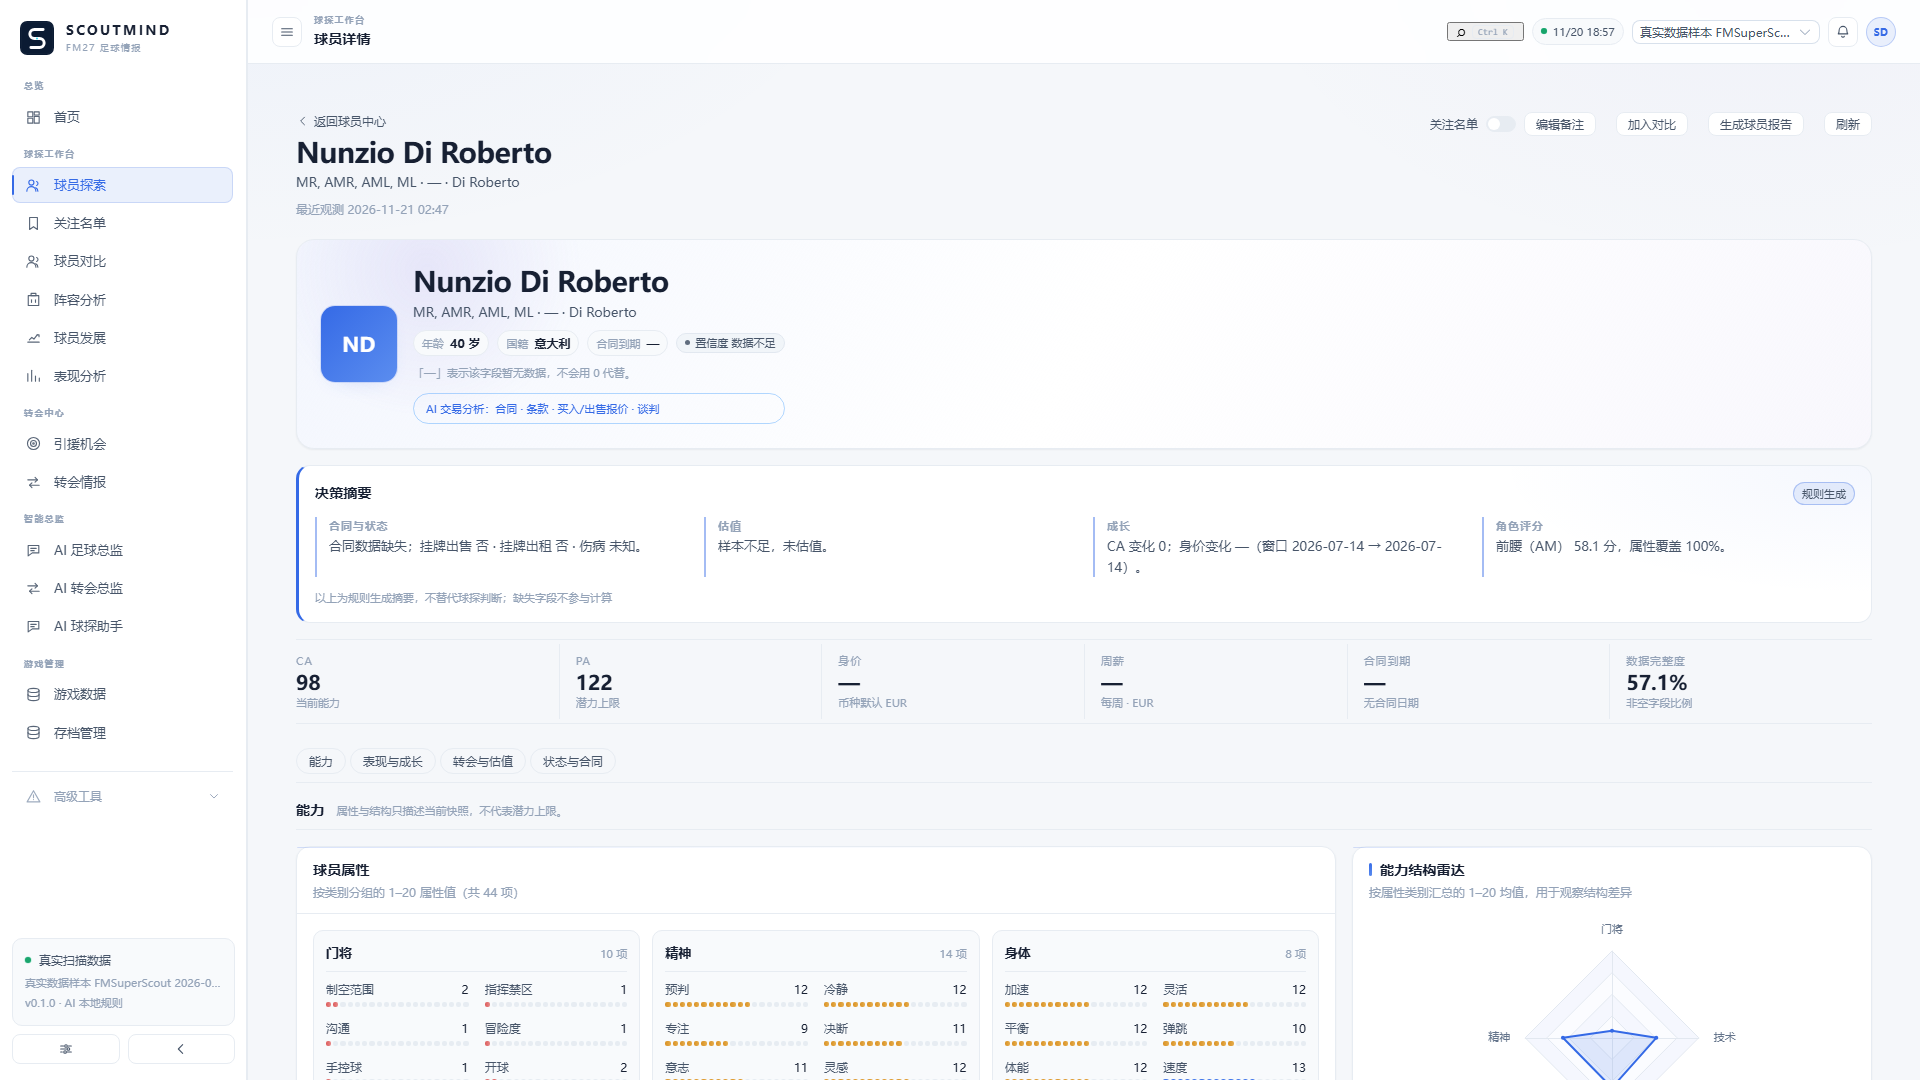 SCOUTMIND
FM27 足球情报
总览
首页
球探工作台
球员探索
关注名单
球员对比
阵容分析
球员发展
表现分析
转会中心
引援机会
转会情报
智能总监
AI 足球总监
AI 转会总监
AI 球探助手
游戏管理
游戏数据
存档管理
高级工具
真实扫描数据
真实数据样本 FMSuperScout 2026-0...
v0.1.0 · AI 本地规则
球探工作台
球员详情
Ctrl K
11/20 18:57
真实数据样本 FMSuperSc...
SD
返回球员中心
Nunzio Di Roberto
MR, AMR, AML, ML · — · Di Roberto
最近观测 2026-11-21 02:47
关注名单
编辑备注
加入对比
生成球员报告
刷新
ND
Nunzio Di Roberto
MR, AMR, AML, ML · — · Di Roberto
年龄 40 岁
国籍 意大利
合同到期 —
置信度 数据不足
「—」表示该字段暂无数据，不会用 0 代替。
AI 交易分析：合同 · 条款 · 买入/出售报价 · 谈判
决策摘要
规则生成
合同与状态
合同数据缺失；挂牌出售 否 · 挂牌出租 否 · 伤病 未知。
估值
样本不足，未估值。
成长
CA 变化 0；身价变化 —（窗口 2026-07-14 → 2026-07-
14）。
角色评分
前腰（AM） 58.1 分，属性覆盖 100%。
以上为规则生成摘要，不替代球探判断；缺失字段不参与计算
CA
98
当前能力
PA
122
潜力上限
身价
—
币种默认 EUR
周薪
—
每周 · EUR
合同到期
—
无合同日期
数据完整度
57.1%
非空字段比例
能力
表现与成长
转会与估值
状态与合同
能力 属性与结构只描述当前快照，不代表潜力上限。
球员属性
按类别分组的 1–20 属性值（共 44 项）
门将 10 项
制空范围 2 指挥禁区 1
沟通 1 冒险度 1
手控球 1 开球 2
精神 14 项
预判 12 冷静 12
专注 9 决断 11
意志 11 灵感 12
身体 8 项
加速 12 灵活 12
平衡 12 弹跳 10
体能 12 速度 13
能力结构雷达
按属性类别汇总的 1–20 均值，用于观察结构差异
门将
精神
技术